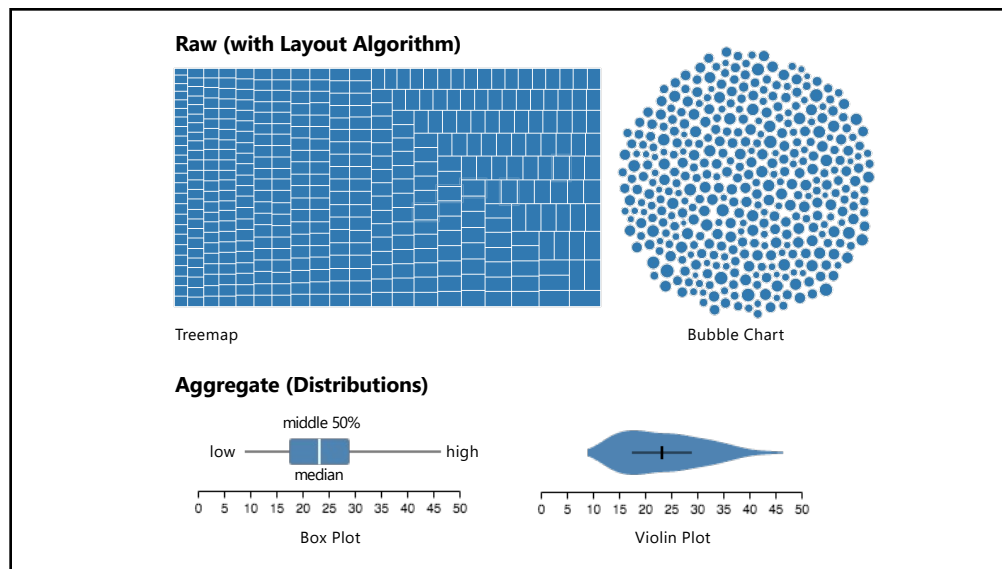 Raw (with Layout Algorithm)
Treemap
Bubble Chart
Aggregate (Distributions)
middle 50%
low
high
median
0 5 10 15 20 25 30 35 40 45 50
Box Plot
0 5 10 15 20 25 30 35 40 45 50
Violin Plot